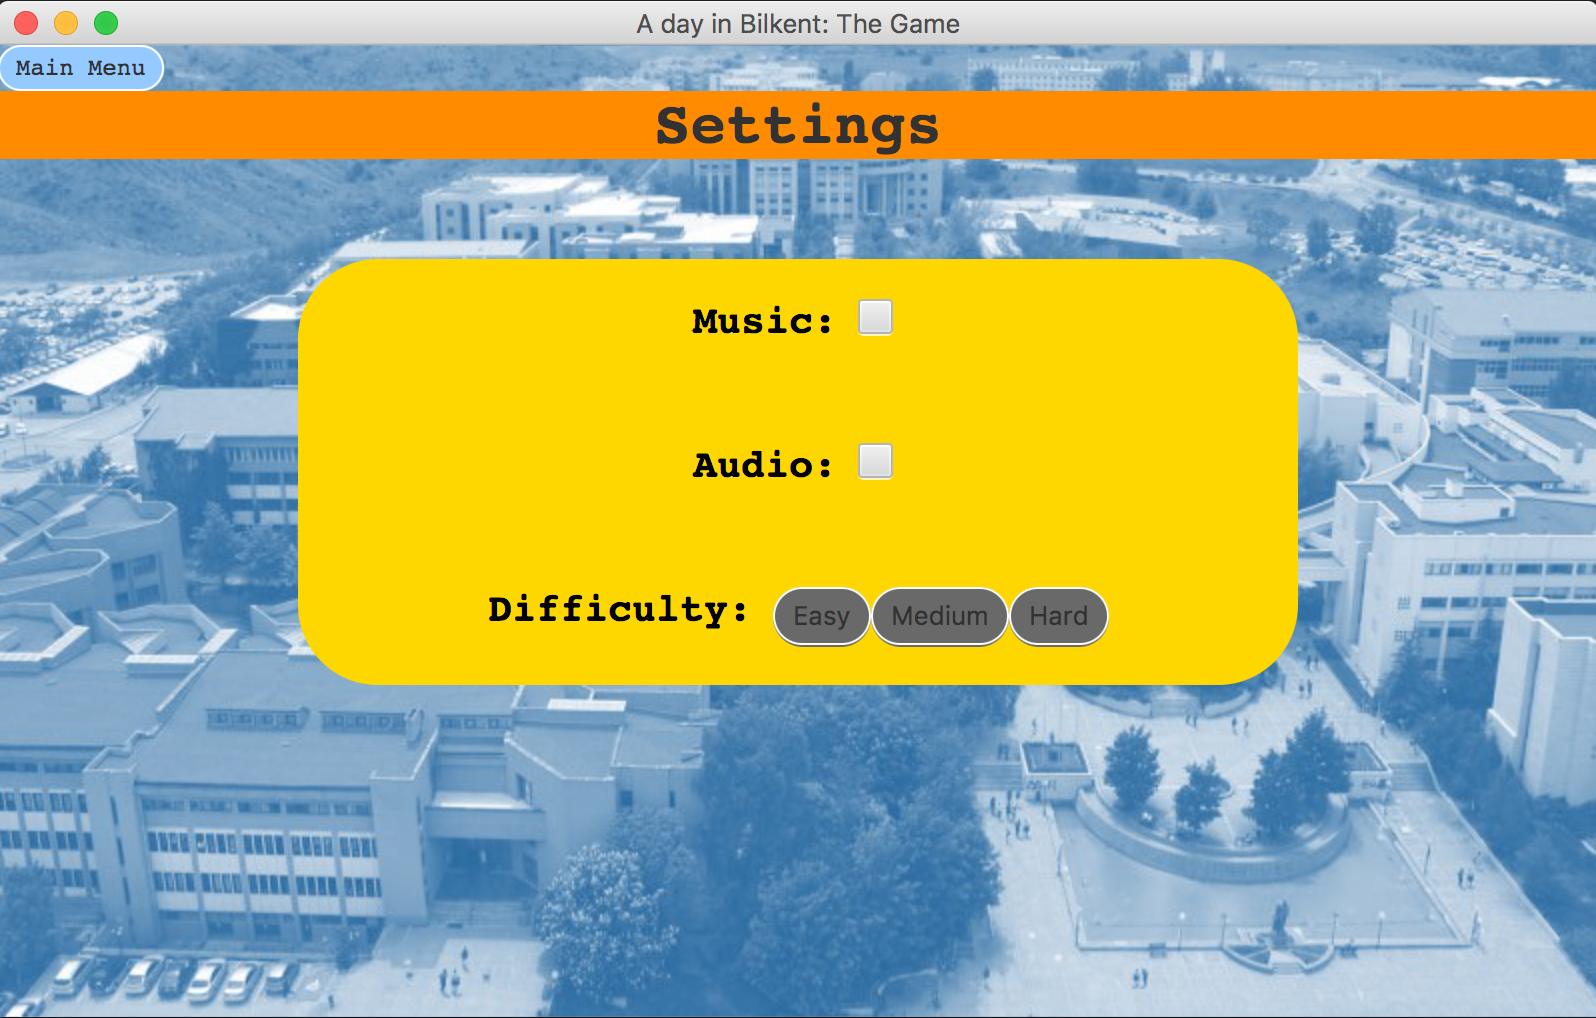 A day in Bilkent: The Game
Main Menu
Settings
Music:
Audio:
Difficulty: Easy Medium Hard